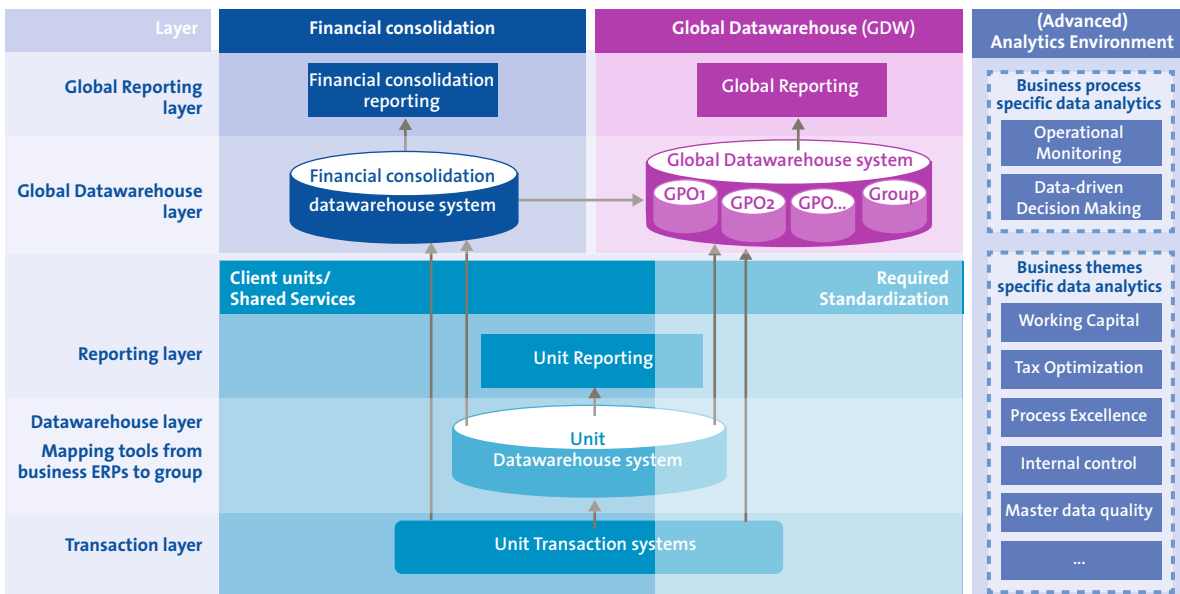 Layer
Financial consolidation
Global Datawarehouse (GDW)
(Advanced)
Analytics Environment
Global Reporting
layer
Financial consolidation
reporting
Global Reporting
Business process
specific data analytics
Operational
Monitoring
Data-driven
Decision Making
Global Datawarehouse
layer
Financial consolidation
datawarehouse system
Global Datawarehouse system
GPO1
GPO2
GPO...
Group
Client units/
Shared Services
Required
Standardization
Business themes
specific data analytics
Working Capital
Tax Optimization
Process Excellence
Internal control
Master data quality
...
Reporting layer
Unit Reporting
Datawarehouse layer
Mapping tools from
business ERPs to group
Unit
Datawarehouse system
Transaction layer
Unit Transaction systems